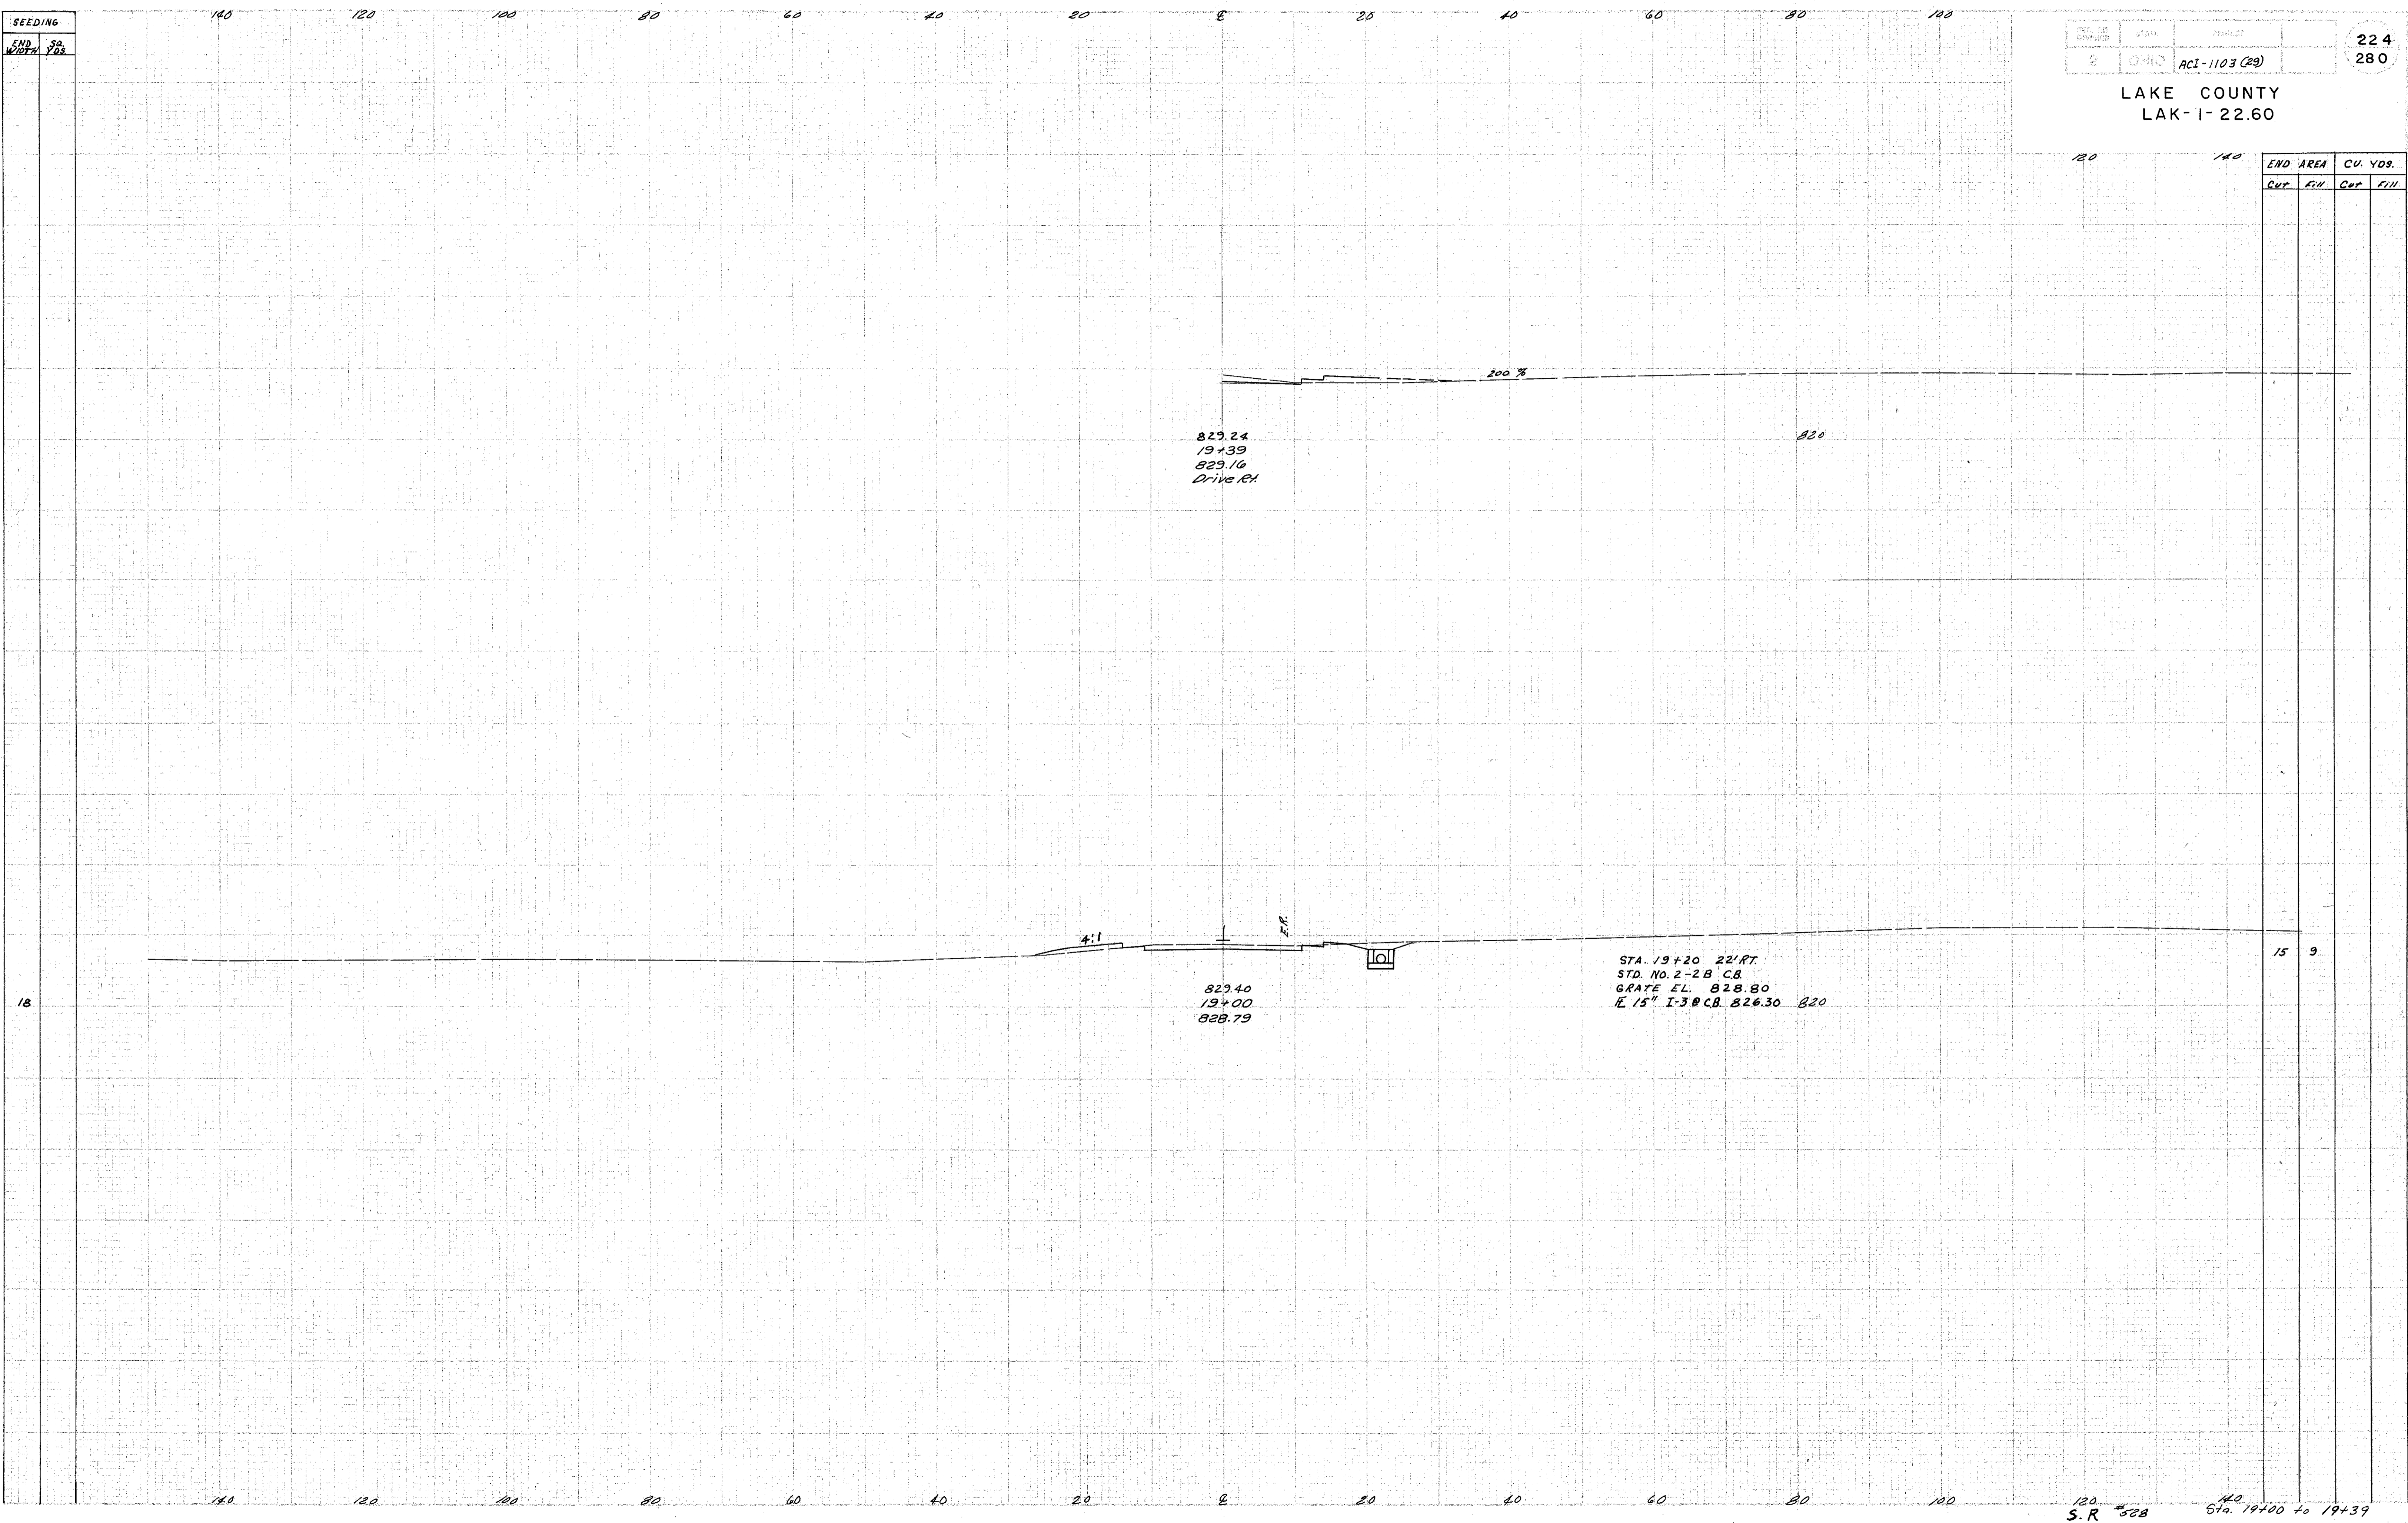 140 120 100 80 60 40 20 ℄ 20 40 60 80 100
SEEDING
END WIDTH
SQ. YDS.
STATE
2 OHIO ACI-1103 (29)
224
280
LAKE COUNTY
LAK-1-22.60
120 140
END AREA CU. YDS.
Cut Fill Cut Fill
200 %
829.24
19+39
829.16
Drive Rt.
820
4:1
E.R.
15 9
STA. 19+20 22' RT.
STD. NO. 2-2B C.B.
GRATE EL. 828.80
15" I-3 @ C.B. 826.30 820
18
829.40
19+00
828.79
140 120 100 80 60 40 20 ℄ 20 40 60 80 100 120 140
S.R #528 Sta. 19+00 to 19+39